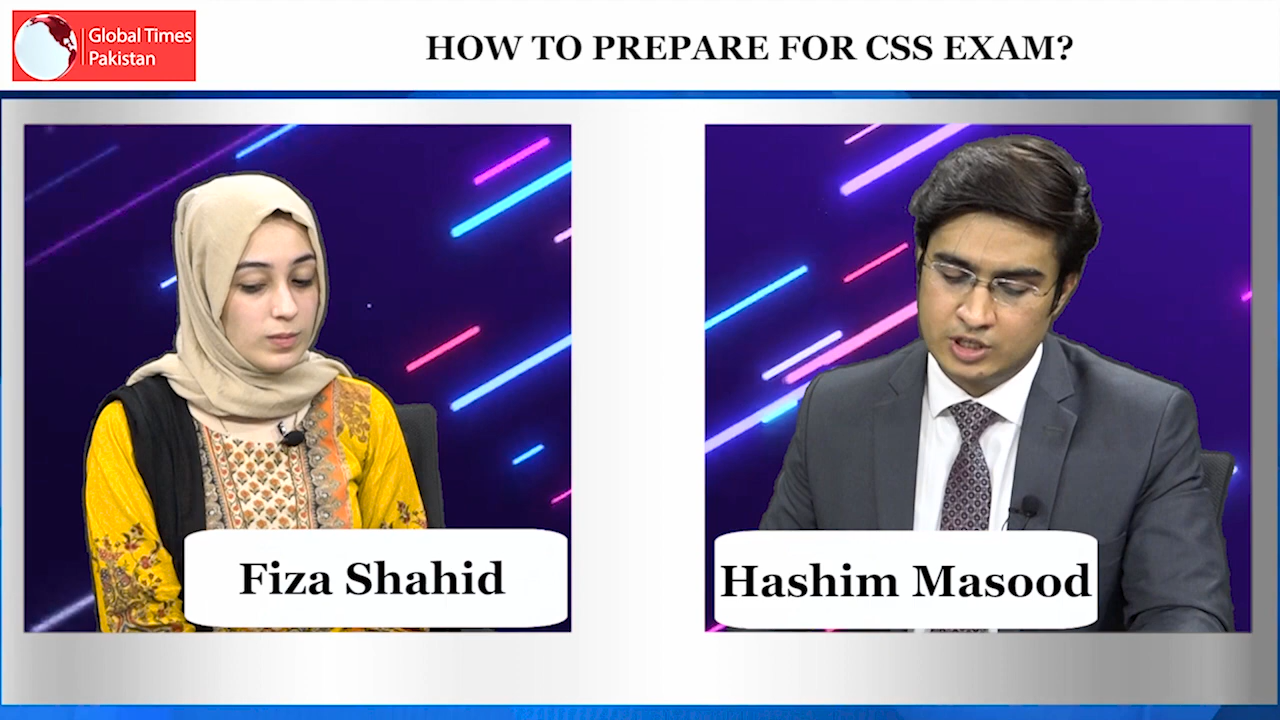 Global Times
Pakistan
HOW TO PREPARE FOR CSS EXAM?
Fiza Shahid
Hashim Masood